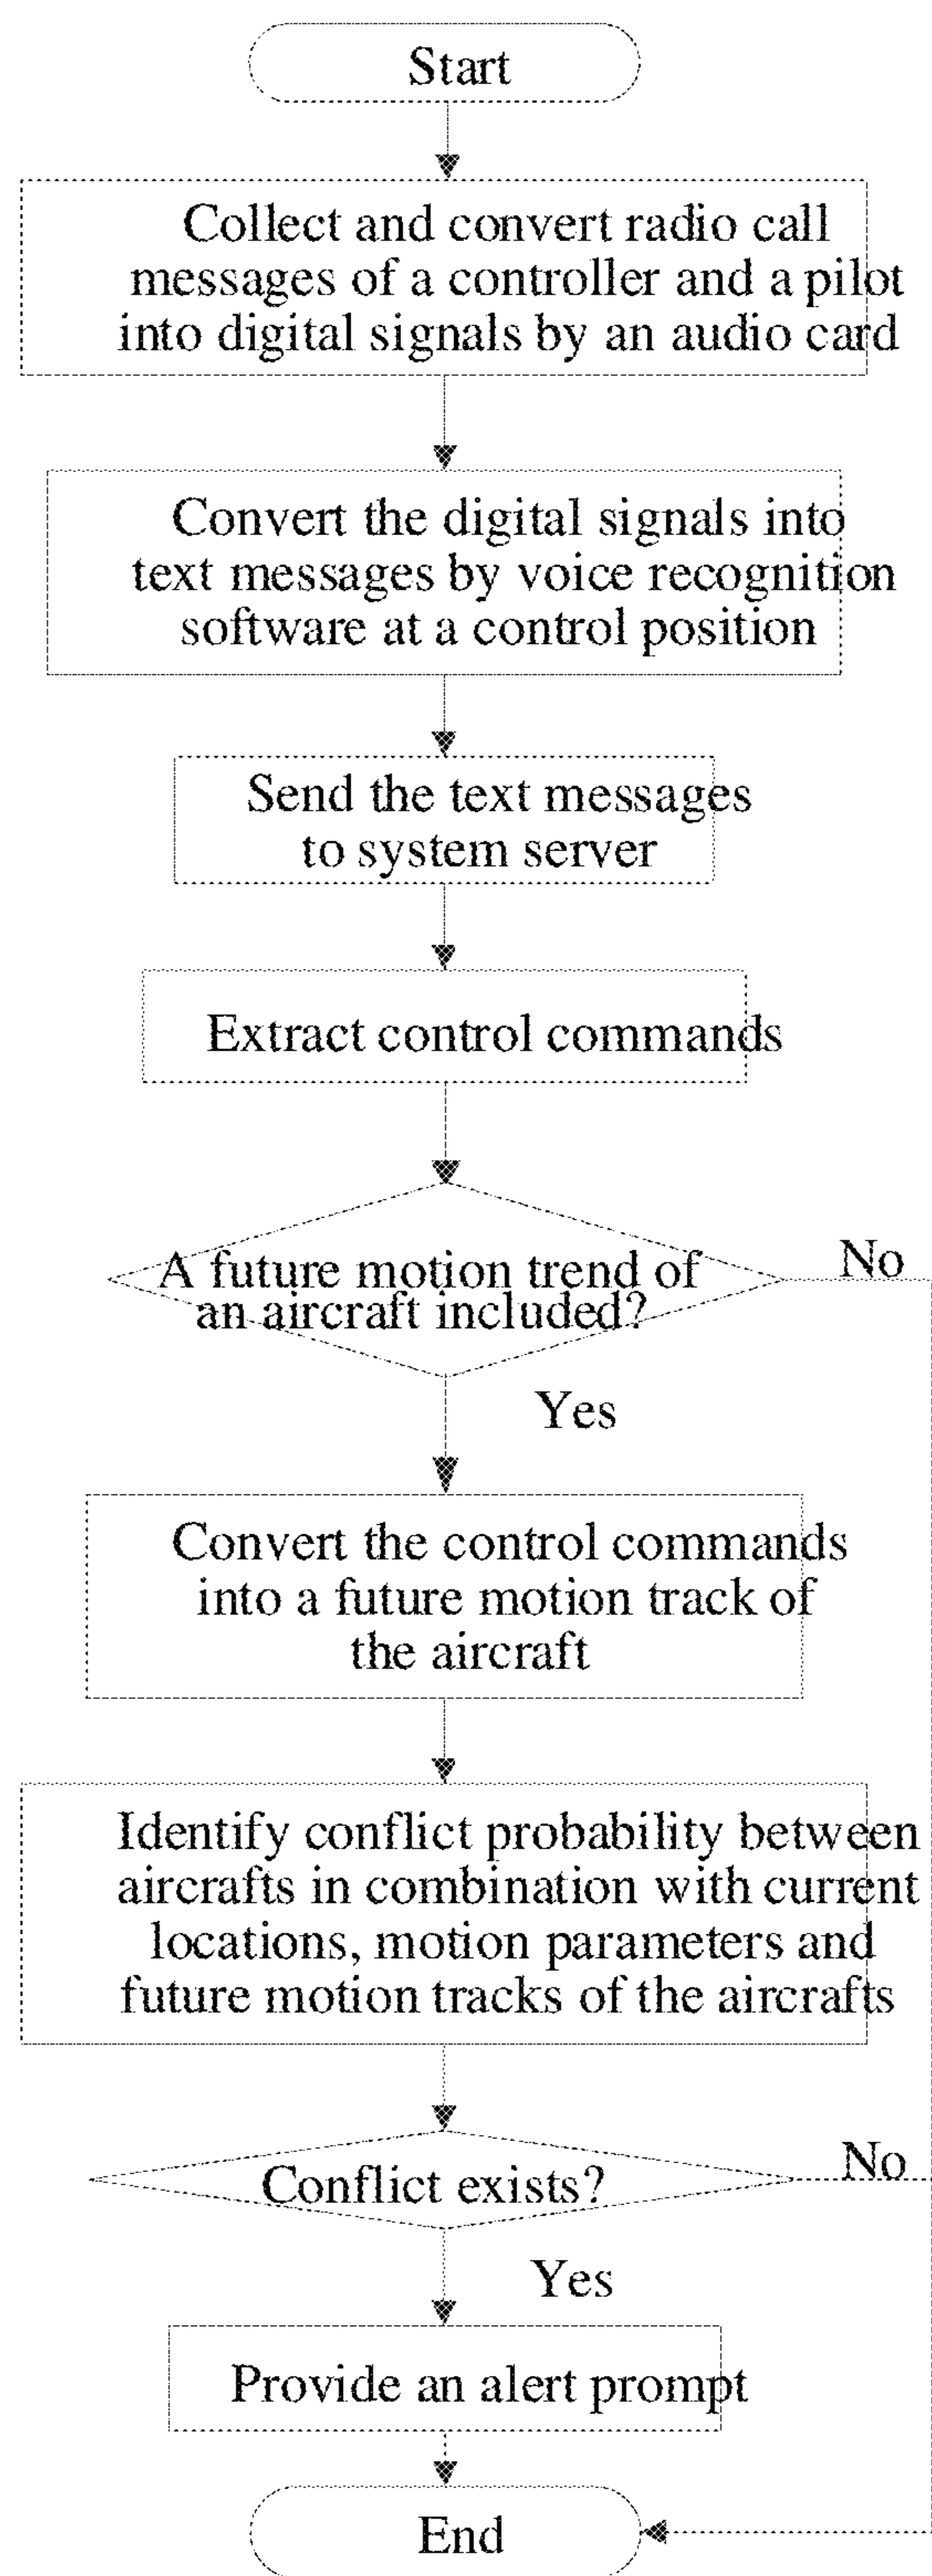 Start
Collect and convert radio call
messages of a controller and a pilot
into digital signals by an audio card
Convert the digital signals into
text messages by voice recognition
software at a control position
Send the text messages
to system server
Extract control commands
A future motion trend of
an aircraft included?
No
Yes
Convert the control commands
into a future motion track of
the aircraft
Identify conflict probability between
aircrafts in combination with current
locations, motion parameters and
future motion tracks of the aircrafts
Conflict exists?
No
Yes
Provide an alert prompt
End